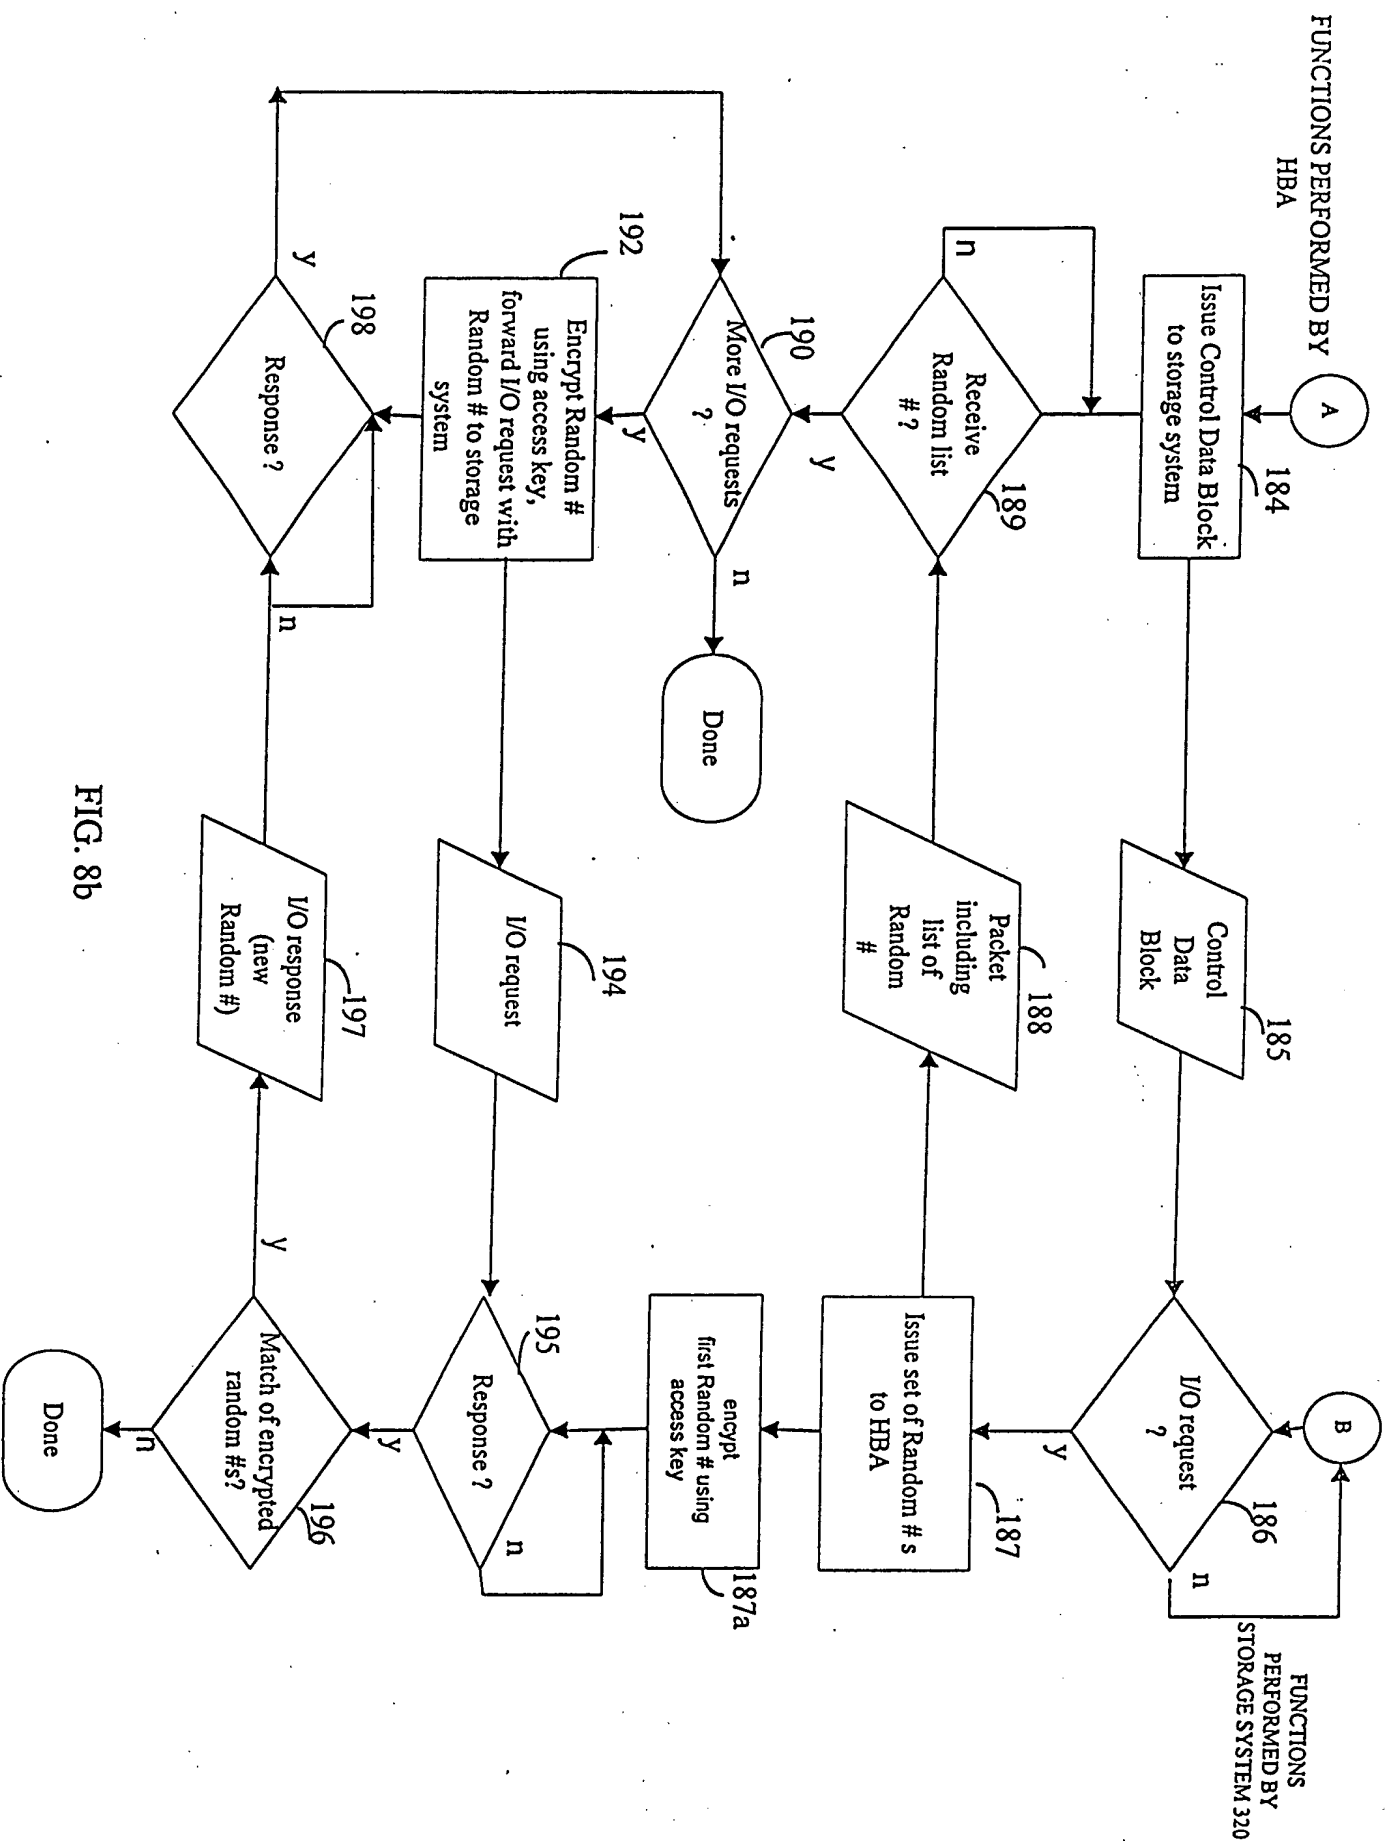 FUNCTIONS PERFORMED BY
HBA
A
FUNCTIONS
PERFORMED BY
STORAGE SYSTEM 320
B
184
Issue Control Data Block
to storage system
185
Control
Data
Block
186
I/O request
?
n
y
n
189
Receive
Random list
# ?
y
188
Packet
including
list of
Random
#
187
Issue set of Random # s
to HBA
190
More I/O requests
?
n
y
Done
187a
encrypt
first Random # using
access key
192
Encrypt Random #
using access key,
forward I/O request with
Random # to storage
system
194
I/O request
195
Response ?
n
y
198
Response ?
y
n
197
I/O response
(new
Random #)
y
196
Match of encrypted
random #s?
n
Done
FIG. 8b